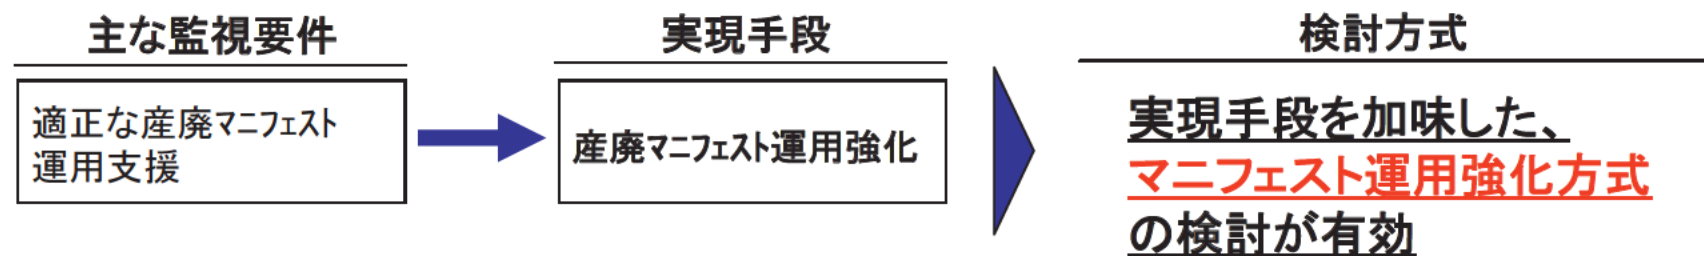 主な監視要件
適正な産廃マニフェスト
運用支援
実現手段
産廃マニフェスト運用強化
検討方式
実現手段を加味した、
マニフェスト運用強化方式
の検討が有効